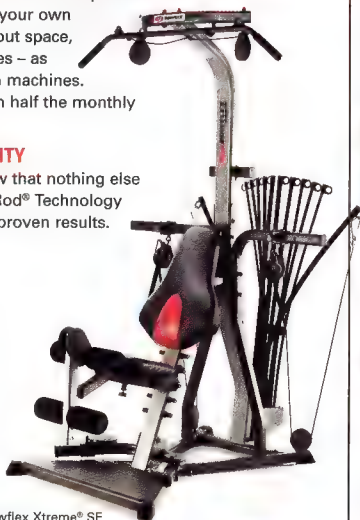 your own
out space,
es – as
machines.
n half the monthly
ITY
w that nothing else
Rod® Technology
proven results.
wflex Xtreme® SE